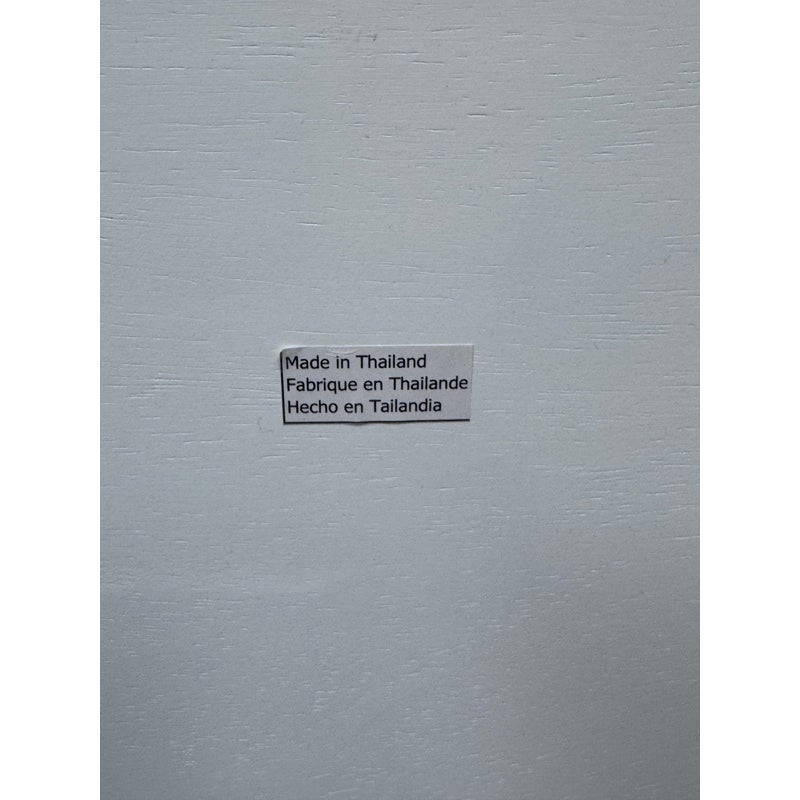 Made in Thailand
Fabrique en Thailande
Hecho en Tailandia